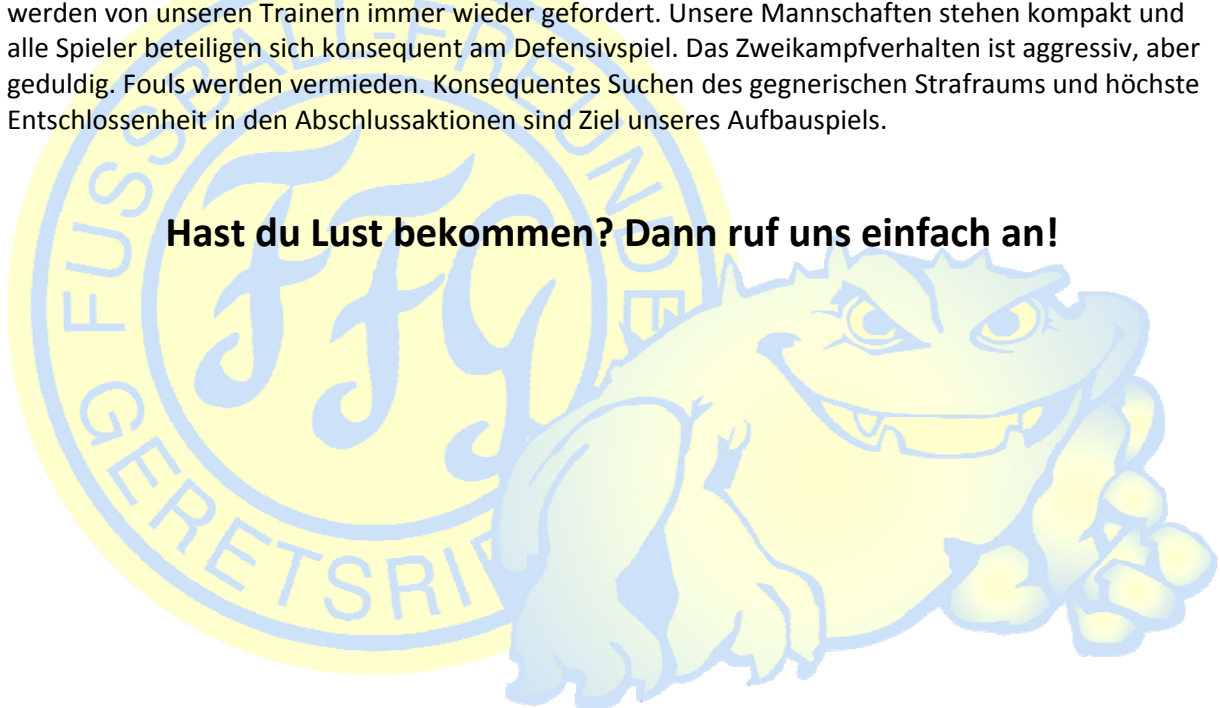 werden von unseren Trainern immer wieder gefordert. Unsere Mannschaften stehen kompakt und
alle Spieler beteiligen sich konsequent am Defensivspiel. Das Zweikampfverhalten ist aggressiv, aber
geduldig. Fouls werden vermieden. Konsequentes Suchen des gegnerischen Strafraums und höchste
Entschlossenheit in den Abschlussaktionen sind Ziel unseres Aufbauspiels.
Hast du Lust bekommen? Dann ruf uns einfach an!
FUSSBALL-FREUNDE
FFG
GERETSRI